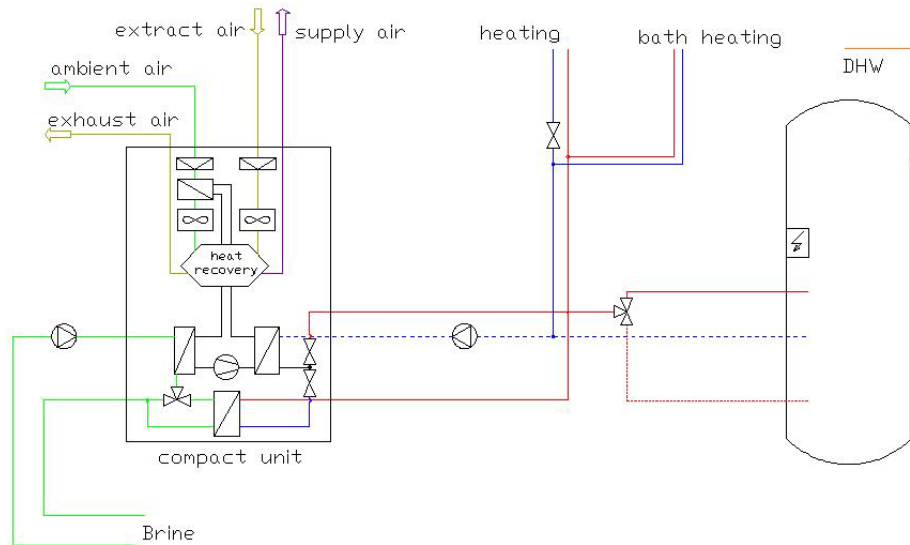 extract air
supply air
heating
bath heating
DHW
ambient air
exhaust air
heat
recovery
compact unit
Brine